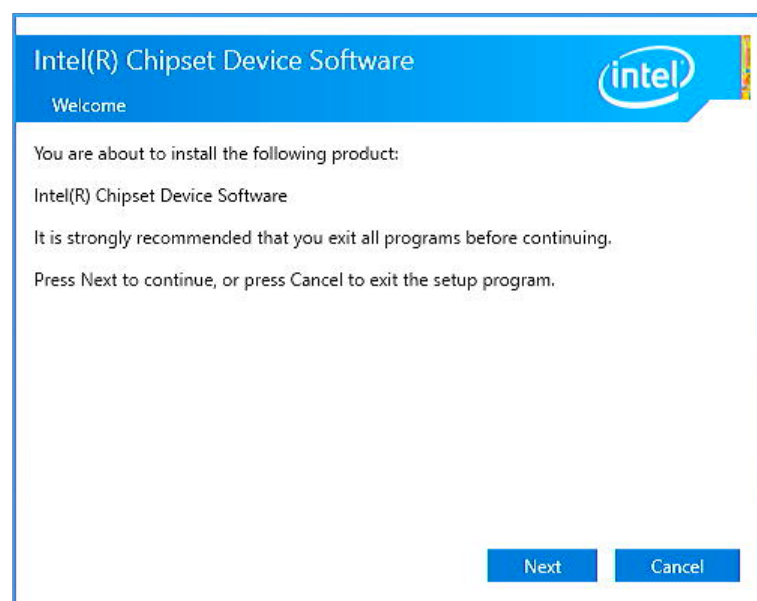 Intel(R) Chipset Device Software
intel
Welcome
You are about to install the following product:
Intel(R) Chipset Device Software
It is strongly recommended that you exit all programs before continuing.
Press Next to continue, or press Cancel to exit the setup program.
Next
Cancel